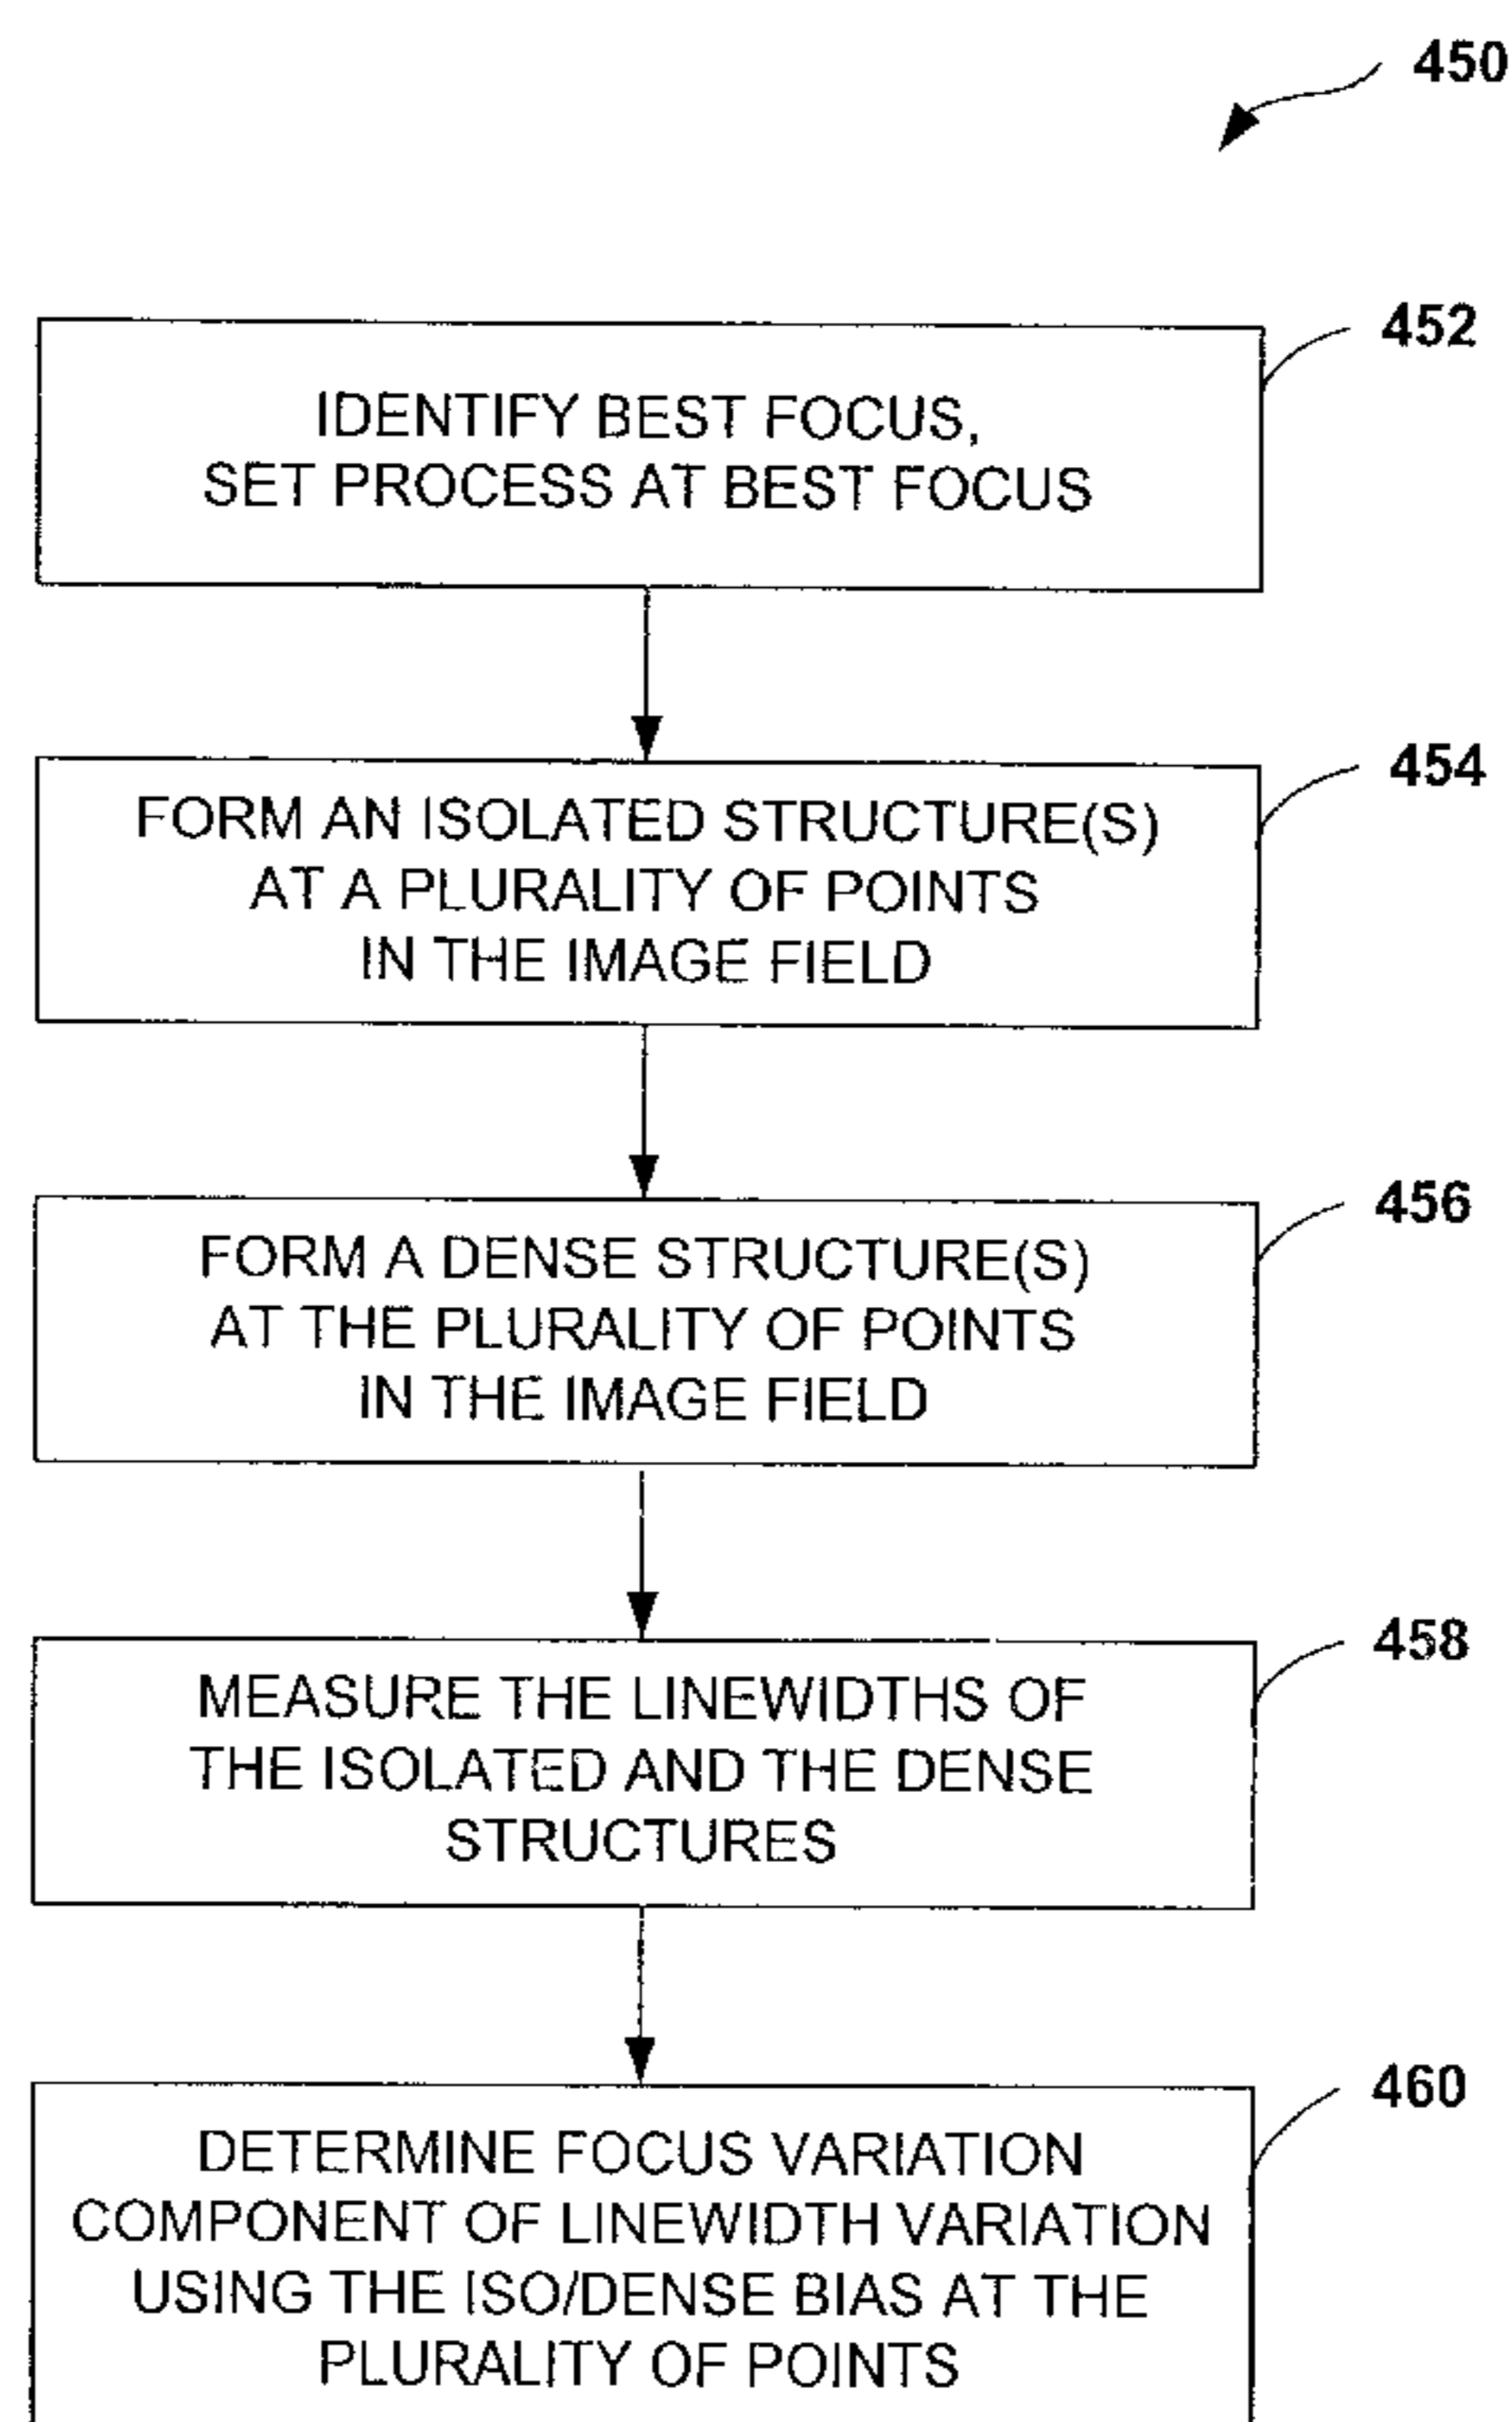 450
452
IDENTIFY BEST FOCUS,
SET PROCESS AT BEST FOCUS
454
FORM AN ISOLATED STRUCTURE(S)
AT A PLURALITY OF POINTS
IN THE IMAGE FIELD
456
FORM A DENSE STRUCTURE(S)
AT THE PLURALITY OF POINTS
IN THE IMAGE FIELD
458
MEASURE THE LINEWIDTHS OF
THE ISOLATED AND THE DENSE
STRUCTURES
460
DETERMINE FOCUS VARIATION
COMPONENT OF LINEWIDTH VARIATION
USING THE ISO/DENSE BIAS AT THE
PLURALITY OF POINTS